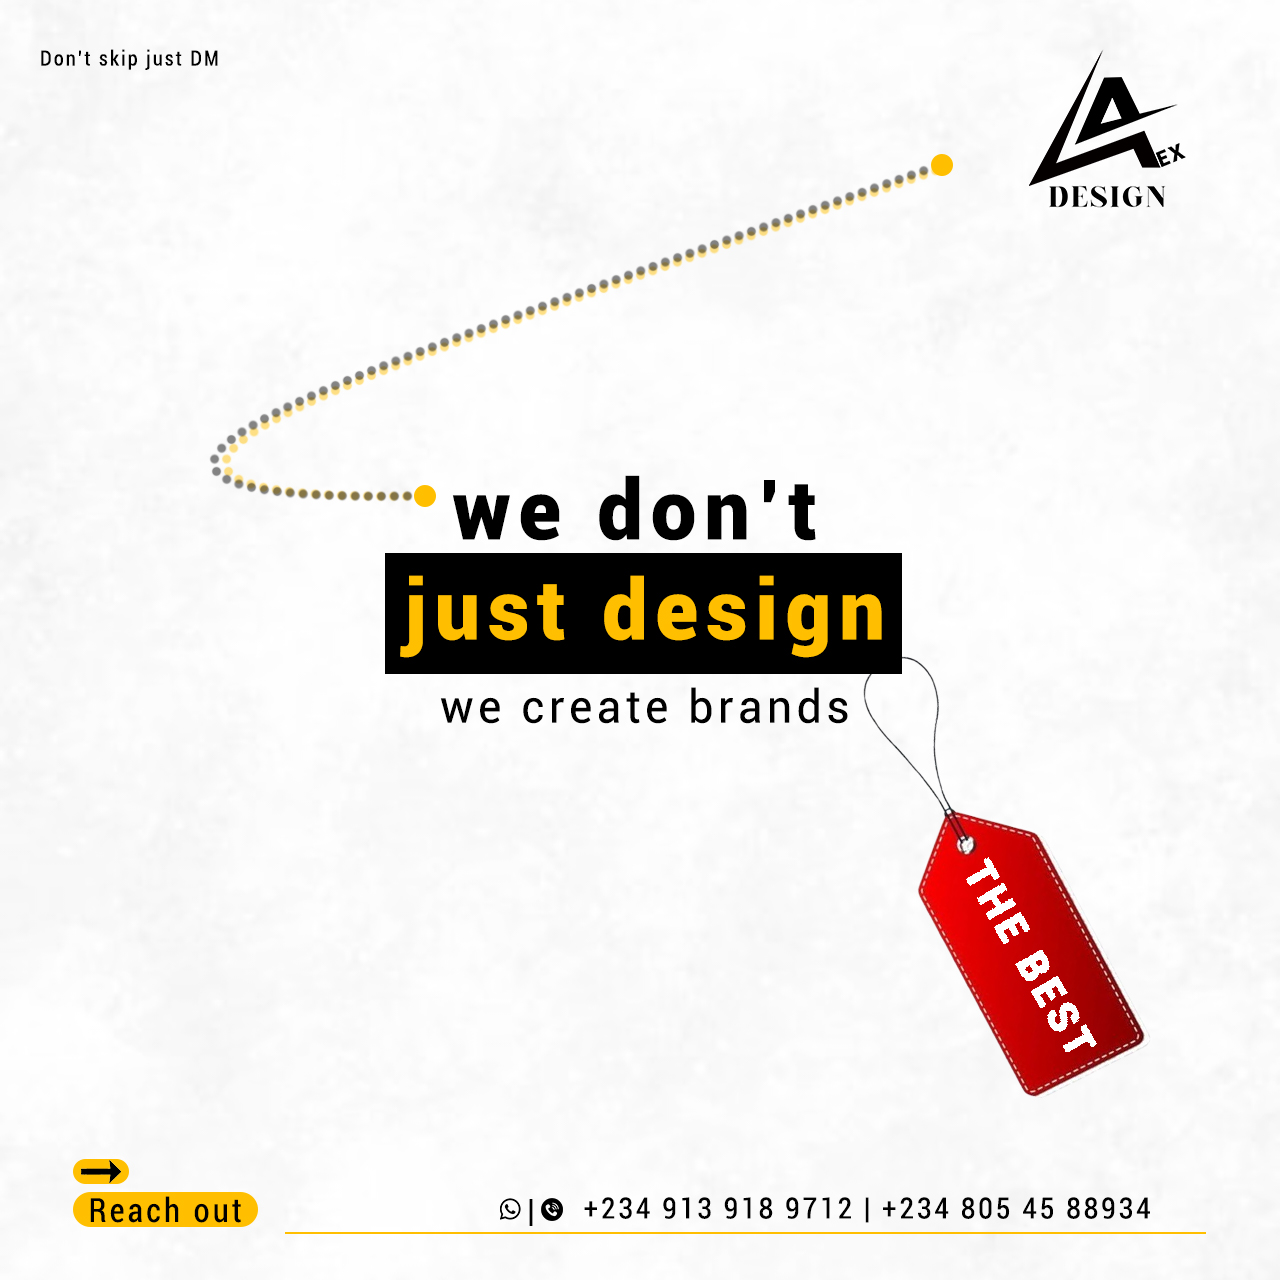 Don't skip just DM
A
EX
DESIGN
we don't
just design
we create brands
THE BEST
Reach out
| +234 913 918 9712 | +234 805 45 88934